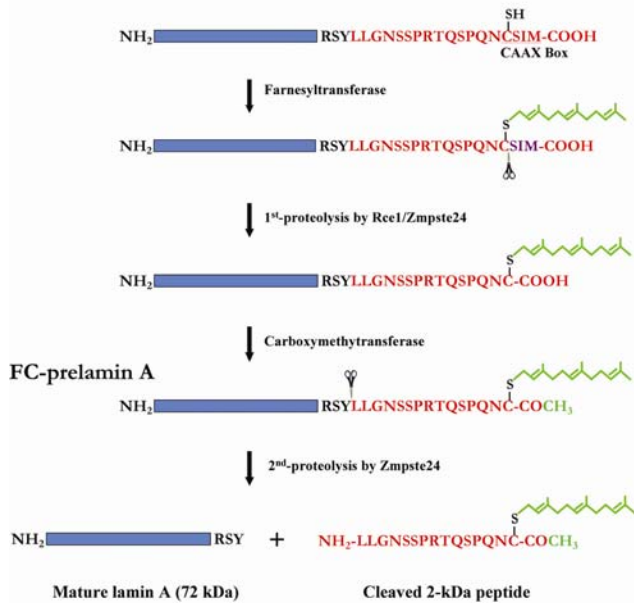 SH
NH₂ RSYLLGNSSPRTQSPQNCSIM-COOH
CAAX Box
Farnesyltransferase
S
NH₂ RSYLLGNSSPRTQSPQNCSIM-COOH
1st-proteolysis by Rce1/Zmpste24
S
NH₂ RSYLLGNSSPRTQSPQNC-COOH
Carboxymethytransferase
FC-prelamin A
S
NH₂ RSYLLGNSSPRTQSPQNC-COCH₃
2nd-proteolysis by Zmpste24
S
NH₂ RSY + NH₂-LLGNSSPRTQSPQNC-COCH₃
Mature lamin A (72 kDa) Cleaved 2-kDa peptide